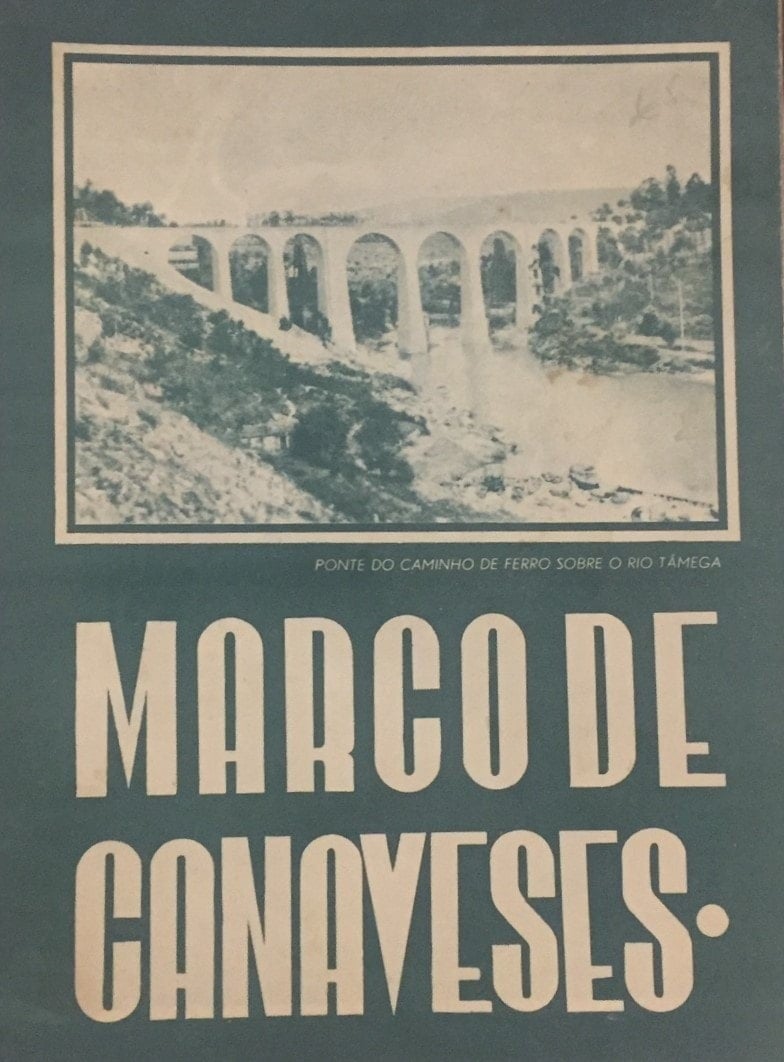 PONTE DO CAMINHO DE FERRO SOBRE O RIO TÂMEGA
MARCO DE
CANAVESES.